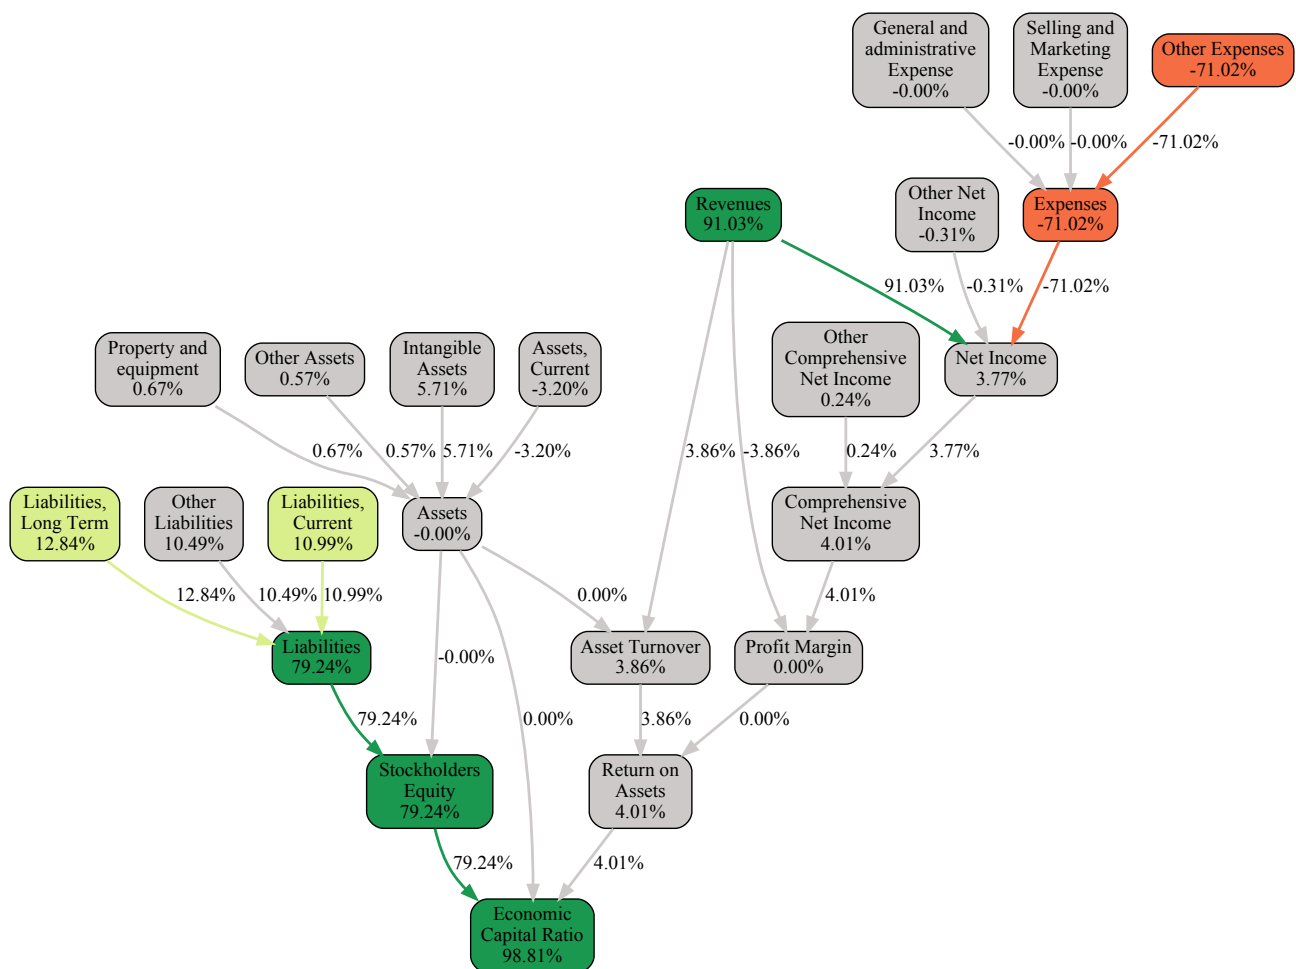 General and
administrative
Expense
-0.00%
Selling and
Marketing
Expense
-0.00%
Other Expenses
-71.02%
-0.00%
-0.00%
-71.02%
Revenues
91.03%
Other Net
Income
-0.31%
Expenses
-71.02%
91.03%
-0.31%
-71.02%
Property and
equipment
0.67%
Other Assets
0.57%
Intangible
Assets
5.71%
Assets,
Current
-3.20%
Other
Comprehensive
Net Income
0.24%
Net Income
3.77%
0.67%
0.57%
5.71%
-3.20%
3.86%
-3.86%
0.24%
3.77%
Liabilities,
Long Term
12.84%
Other
Liabilities
10.49%
Liabilities,
Current
10.99%
Assets
-0.00%
Comprehensive
Net Income
4.01%
12.84%
10.49%
10.99%
0.00%
4.01%
Liabilities
79.24%
-0.00%
Asset Turnover
3.86%
Profit Margin
0.00%
79.24%
0.00%
3.86%
0.00%
Stockholders
Equity
79.24%
Return on
Assets
4.01%
79.24%
4.01%
Economic
Capital Ratio
98.81%